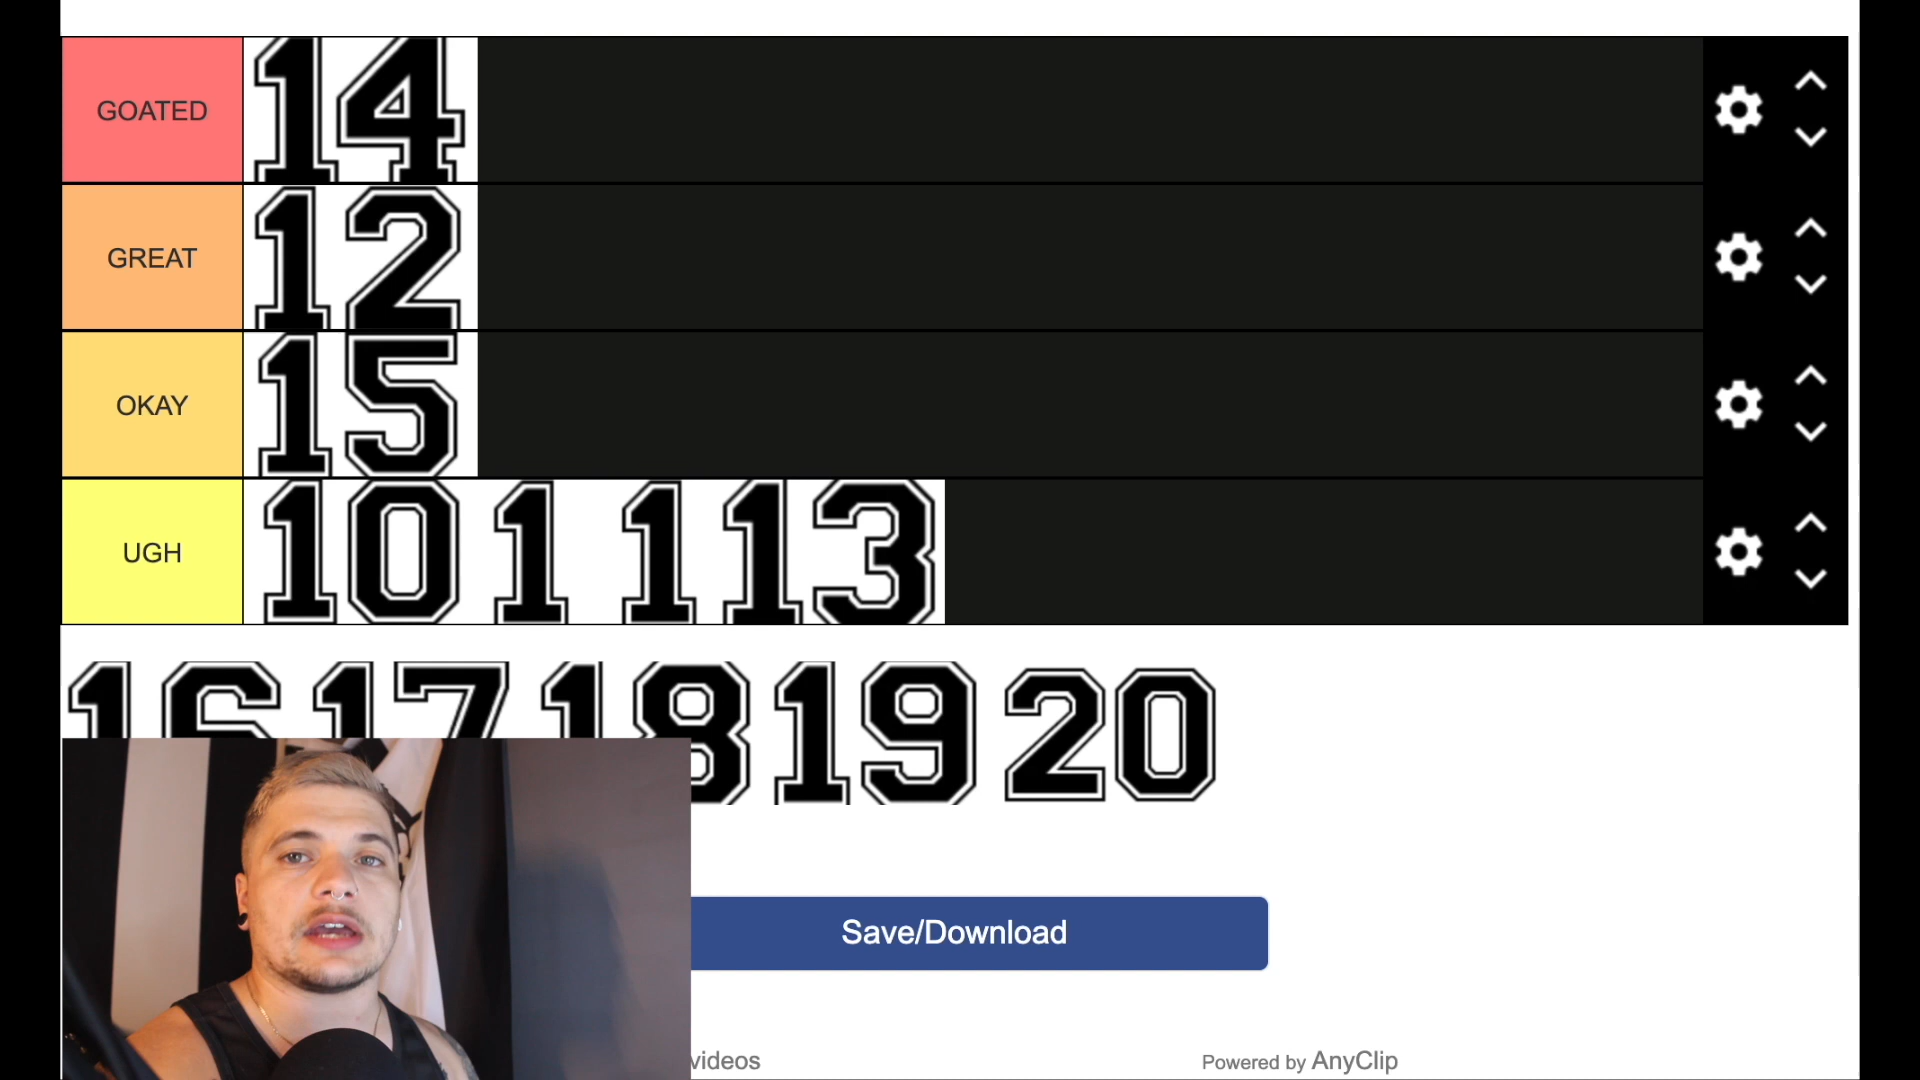 GOATED 14
GREAT 12
OKAY 15
UGH 10 11 13
16 17 18 19 20
Save/Download
videos
Powered by AnyClip